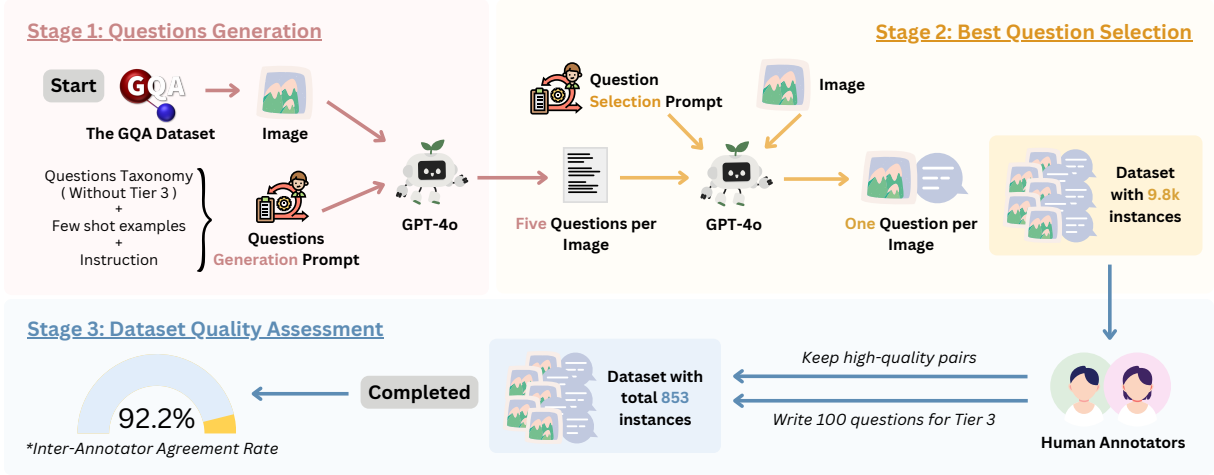 Stage 1: Questions Generation
Start
GQA
The GQA Dataset
Image
Questions Taxonomy
( Without Tier 3 )
+
Few shot examples
+
Instruction
Questions
Generation Prompt
GPT-4o
Stage 2: Best Question Selection
Question
Selection Prompt
Image
Five Questions per
Image
GPT-4o
One Question per
Image
Dataset
with 9.8k
instances
Stage 3: Dataset Quality Assessment
92.2%
*Inter-Annotator Agreement Rate
Completed
Dataset with
total 853
instances
Keep high-quality pairs
Write 100 questions for Tier 3
Human Annotators